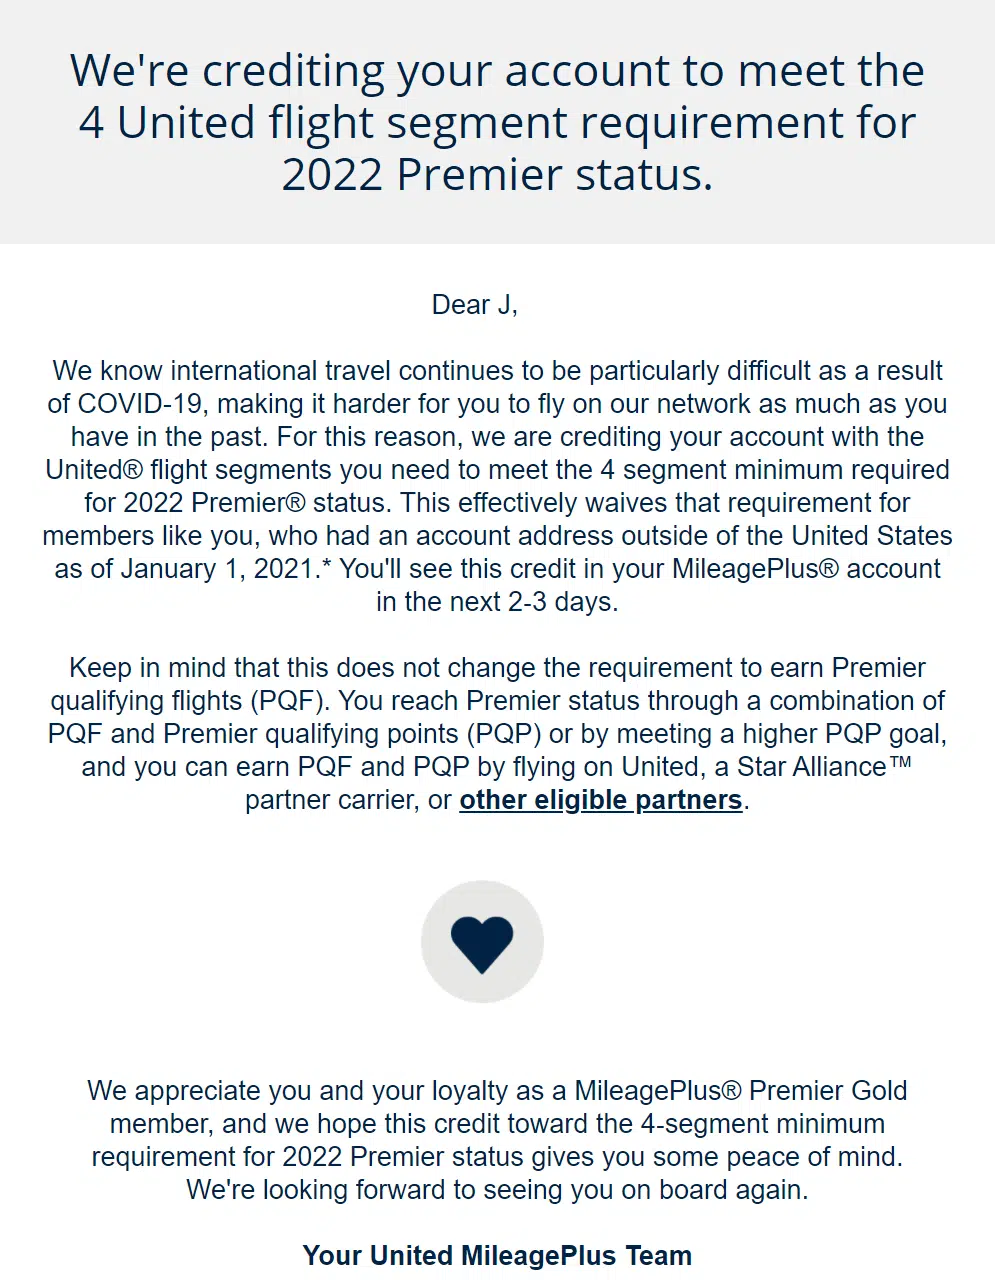 We're crediting your account to meet the
4 United flight segment requirement for
2022 Premier status.
Dear J,
We know international travel continues to be particularly difficult as a result
of COVID-19, making it harder for you to fly on our network as much as you
have in the past. For this reason, we are crediting your account with the
United® flight segments you need to meet the 4 segment minimum required
for 2022 Premier® status. This effectively waives that requirement for
members like you, who had an account address outside of the United States
as of January 1, 2021.* You'll see this credit in your MileagePlus® account
in the next 2-3 days.
Keep in mind that this does not change the requirement to earn Premier
qualifying flights (PQF). You reach Premier status through a combination of
PQF and Premier qualifying points (PQP) or by meeting a higher PQP goal,
and you can earn PQF and PQP by flying on United, a Star Alliance™
partner carrier, or other eligible partners.
We appreciate you and your loyalty as a MileagePlus® Premier Gold
member, and we hope this credit toward the 4-segment minimum
requirement for 2022 Premier status gives you some peace of mind.
We're looking forward to seeing you on board again.
Your United MileagePlus Team